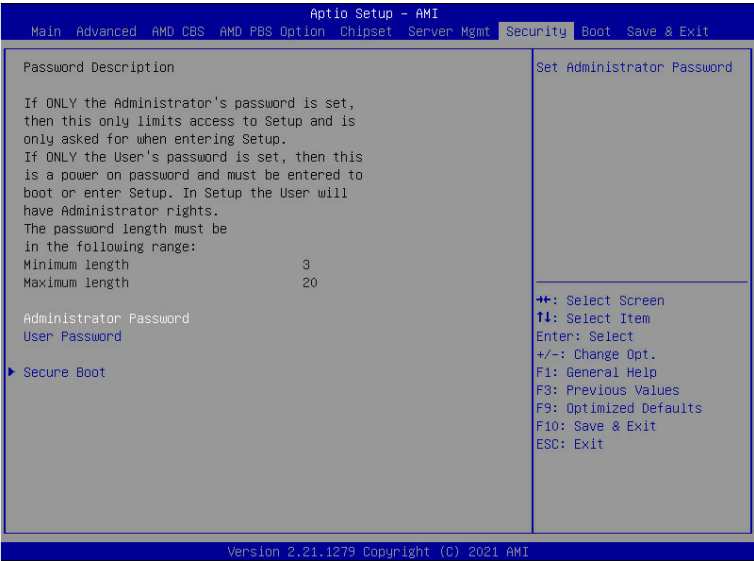 Aptio Setup – AMI
Main Advanced AMD CBS AMD PBS Option Chipset Server Mgmt Security Boot Save & Exit
Password Description
If ONLY the Administrator's password is set,
then this only limits access to Setup and is
only asked for when entering Setup.
If ONLY the User's password is set, then this
is a power on password and must be entered to
boot or enter Setup. In Setup the User will
have Administrator rights.
The password length must be
in the following range:
Minimum length 3
Maximum length 20
Administrator Password
User Password
Secure Boot
Set Administrator Password
→←: Select Screen
↑↓: Select Item
Enter: Select
+/-: Change Opt.
F1: General Help
F3: Previous Values
F9: Optimized Defaults
F10: Save & Exit
ESC: Exit
Version 2.21.1279 Copyright (C) 2021 AMI